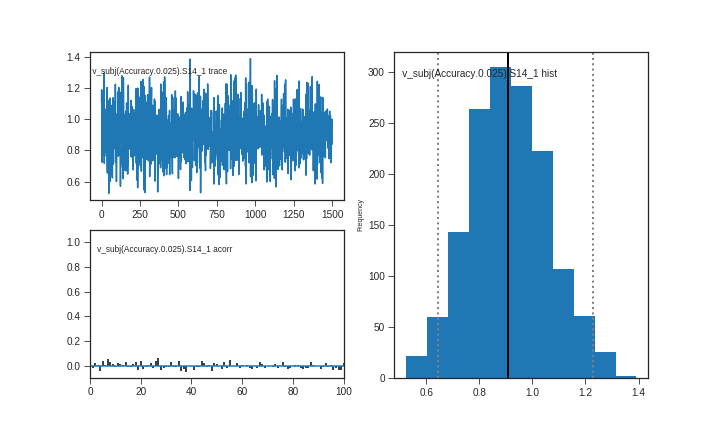 v_subj(Accuracy.0.025).S14_1 trace
1.4
1.2
1.0
0.8
0.6
0 250 500 750 1000 1250 1500
v_subj(Accuracy.0.025).S14_1 acorr
1.0
0.8
0.6
0.4
0.2
0.0
0 20 40 60 80 100
v_subj(Accuracy.0.025).S14_1 hist
Frequency
300
250
200
150
100
50
0
0.6 0.8 1.0 1.2 1.4